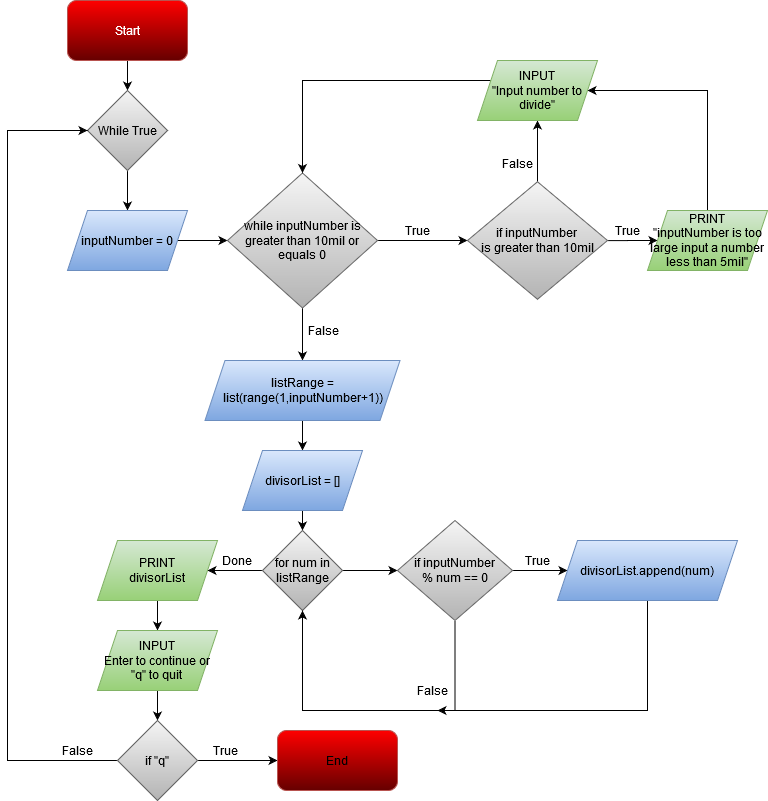 Start
While True
inputNumber = 0
while inputNumber is
greater than 10mil or
equals 0
True
if inputNumber
is greater than 10mil
False
INPUT
"Input number to
divide"
True
PRINT
"inputNumber is too
large input a number
less than 5mil"
False
listRange =
list(range(1,inputNumber+1))
divisorList = []
for num in
listRange
if inputNumber
% num == 0
True
divisorList.append(num)
False
Done
PRINT
divisorList
INPUT
Enter to continue or
"q" to quit
if "q"
False
True
End